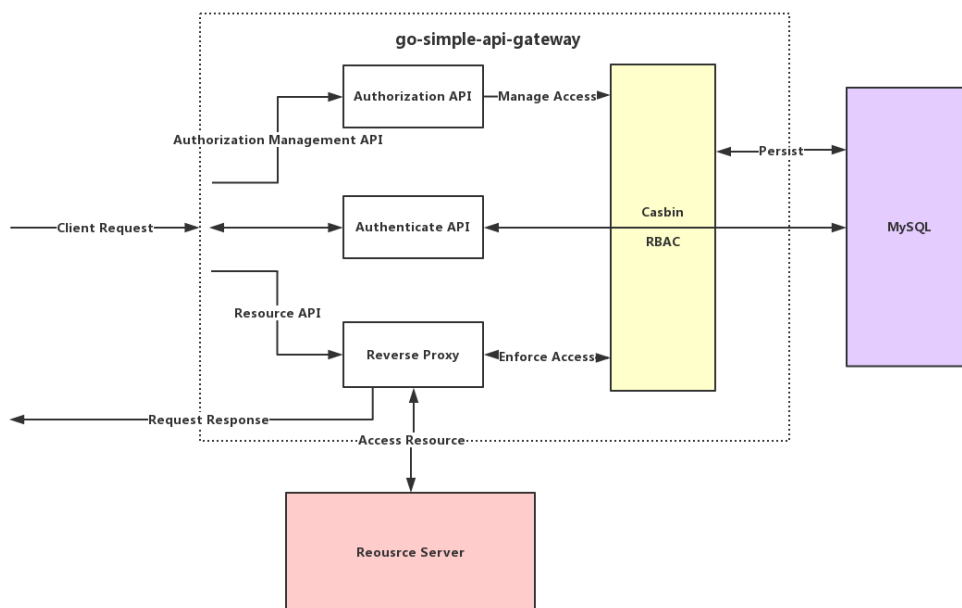 go-simple-api-gateway
Authorization API
Manage Access
Authorization Management API
Persist
Client Request
Authenticate API
Casbin
RBAC
MySQL
Resource API
Reverse Proxy
Enforce Access
Request Response
Access Resource
Reousrce Server